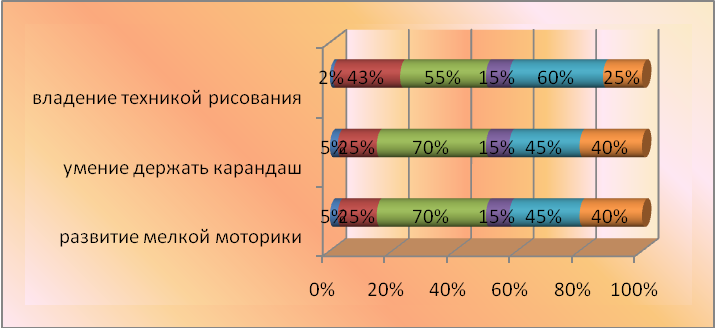 2% 43% 55% 15% 60% 25%
владение техникой рисования
5% 25% 70% 15% 45% 40%
умение держать карандаш
5% 25% 70% 15% 45% 40%
развитие мелкой моторики
0% 20% 40% 60% 80% 100%